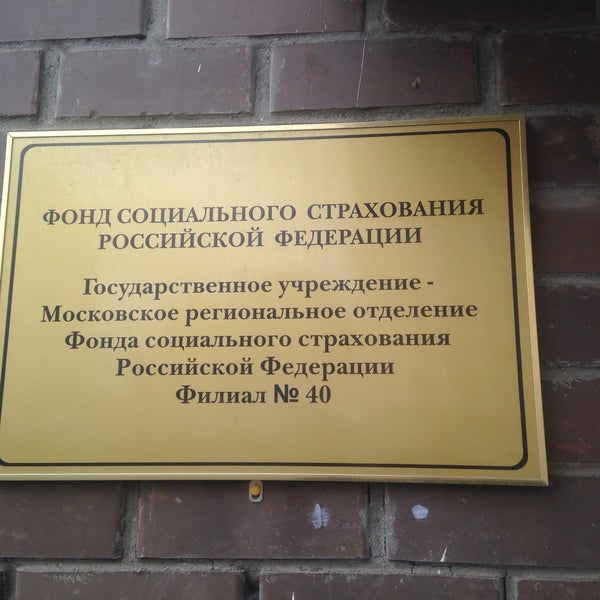 ФОНД СОЦИАЛЬНОГО СТРАХОВАНИЯ
РОССИЙСКОЙ ФЕДЕРАЦИИ
Государственное учреждение -
Московское региональное отделение
Фонда социального страхования
Российской Федерации
Филиал № 40